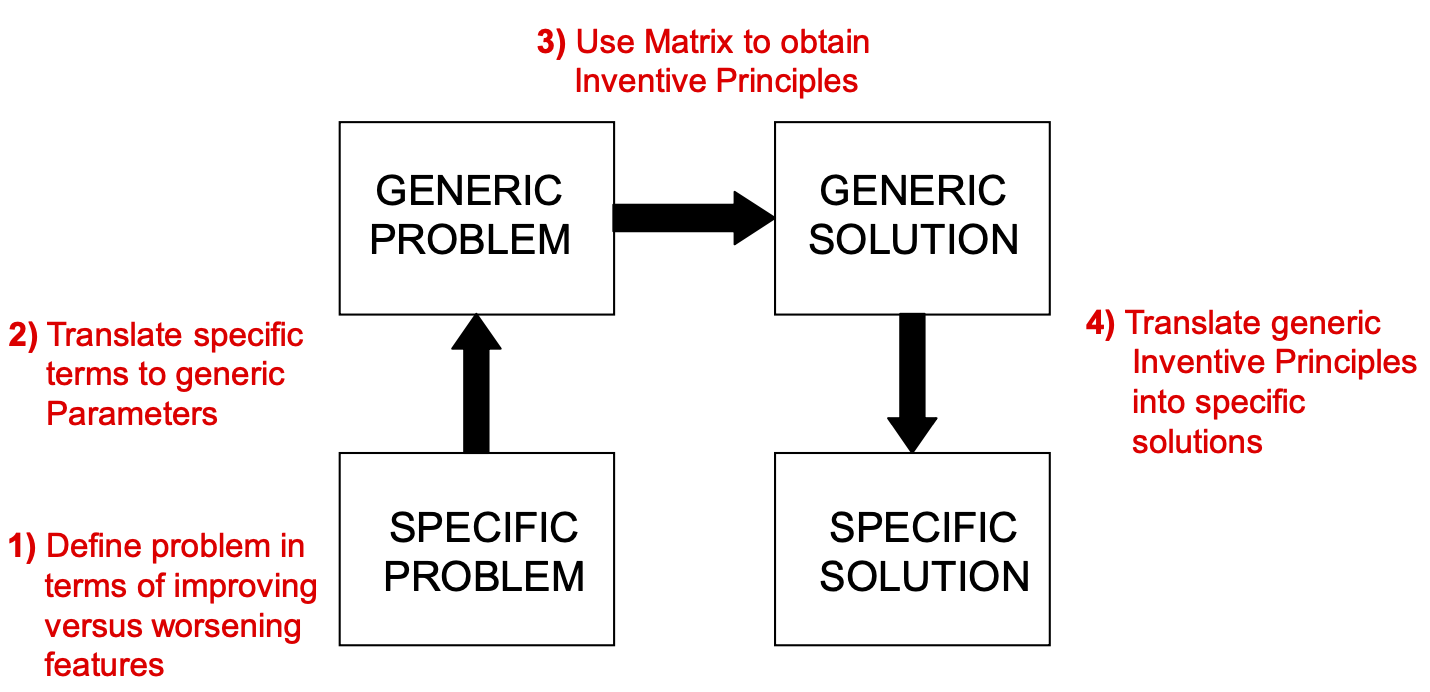 3) Use Matrix to obtain
Inventive Principles
GENERIC
PROBLEM
GENERIC
SOLUTION
2) Translate specific
terms to generic
Parameters
4) Translate generic
Inventive Principles
into specific
solutions
1) Define problem in
terms of improving
versus worsening
features
SPECIFIC
PROBLEM
SPECIFIC
SOLUTION